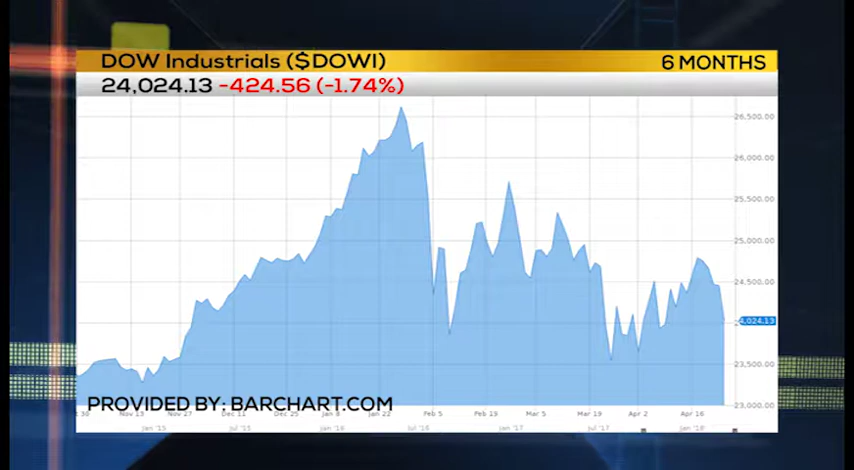 DOW Industrials ($DOWI) 6 MONTHS
24,024.13 -424.56 (-1.74%)
26,500.00
26,000.00
25,500.00
25,000.00
24,500.00
4,024.13
23,500.00
23,000.00
PROVIDED BY: BARCHART.COM
t 30 Nov 13 Nov 27 Dec 11 Dec 25 Jan 8 Jan 22 Feb 5 Feb 19 Mar 5 Mar 19 Apr 2 Apr 16
Jan '15 Jul '15 Jan '16 Jul '16 Jan '17 Jul '17 Jan '18